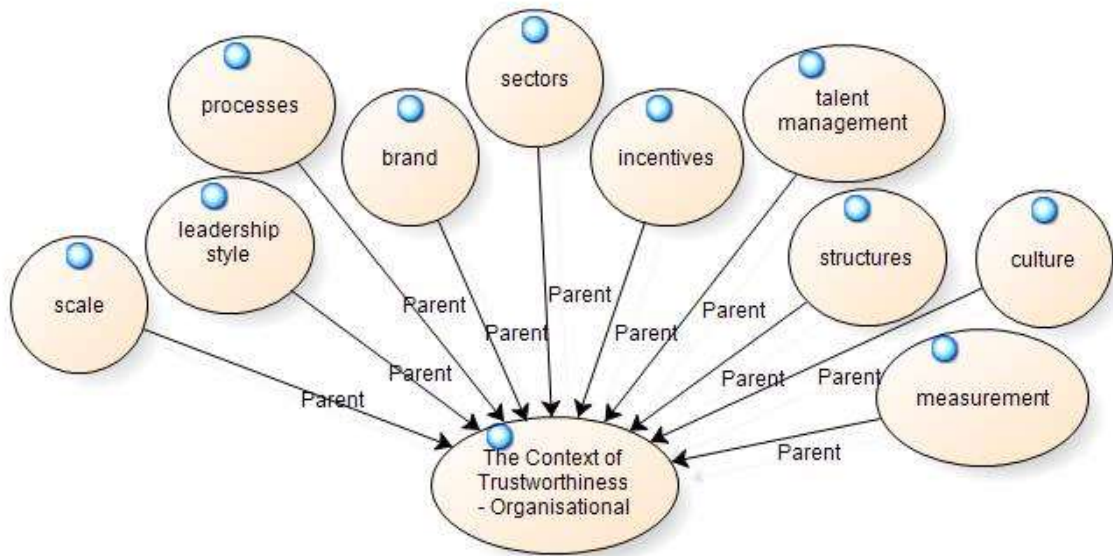 sectors
processes
talent
management
brand
incentives
leadership
style
structures
culture
scale
Parent
Parent
Parent
Parent
Parent
Parent
Parent
Parent
Parent
Parent
measurement
Parent
The Context of
Trustworthiness
- Organisational